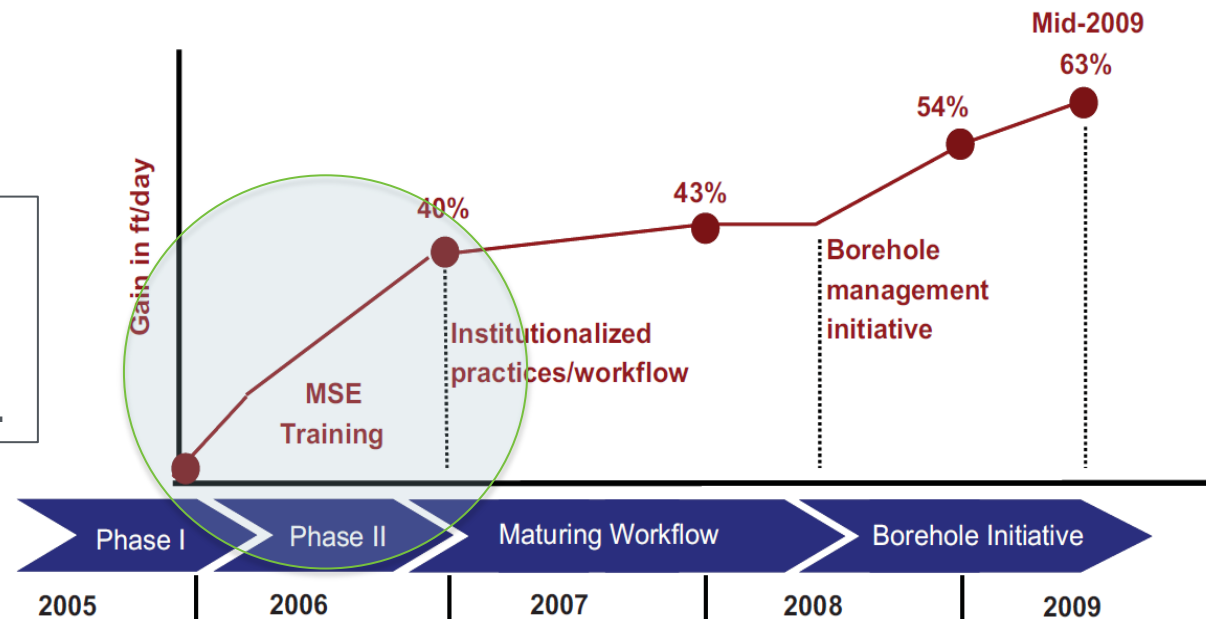 Mid-2009
63%
54%
43%
40%
Gain in ft/day
Borehole
management
initiative
Institutionalized
practices/workflow
MSE
Training
Phase I
Phase II
Maturing Workflow
Borehole Initiative
2005
2006
2007
2008
2009